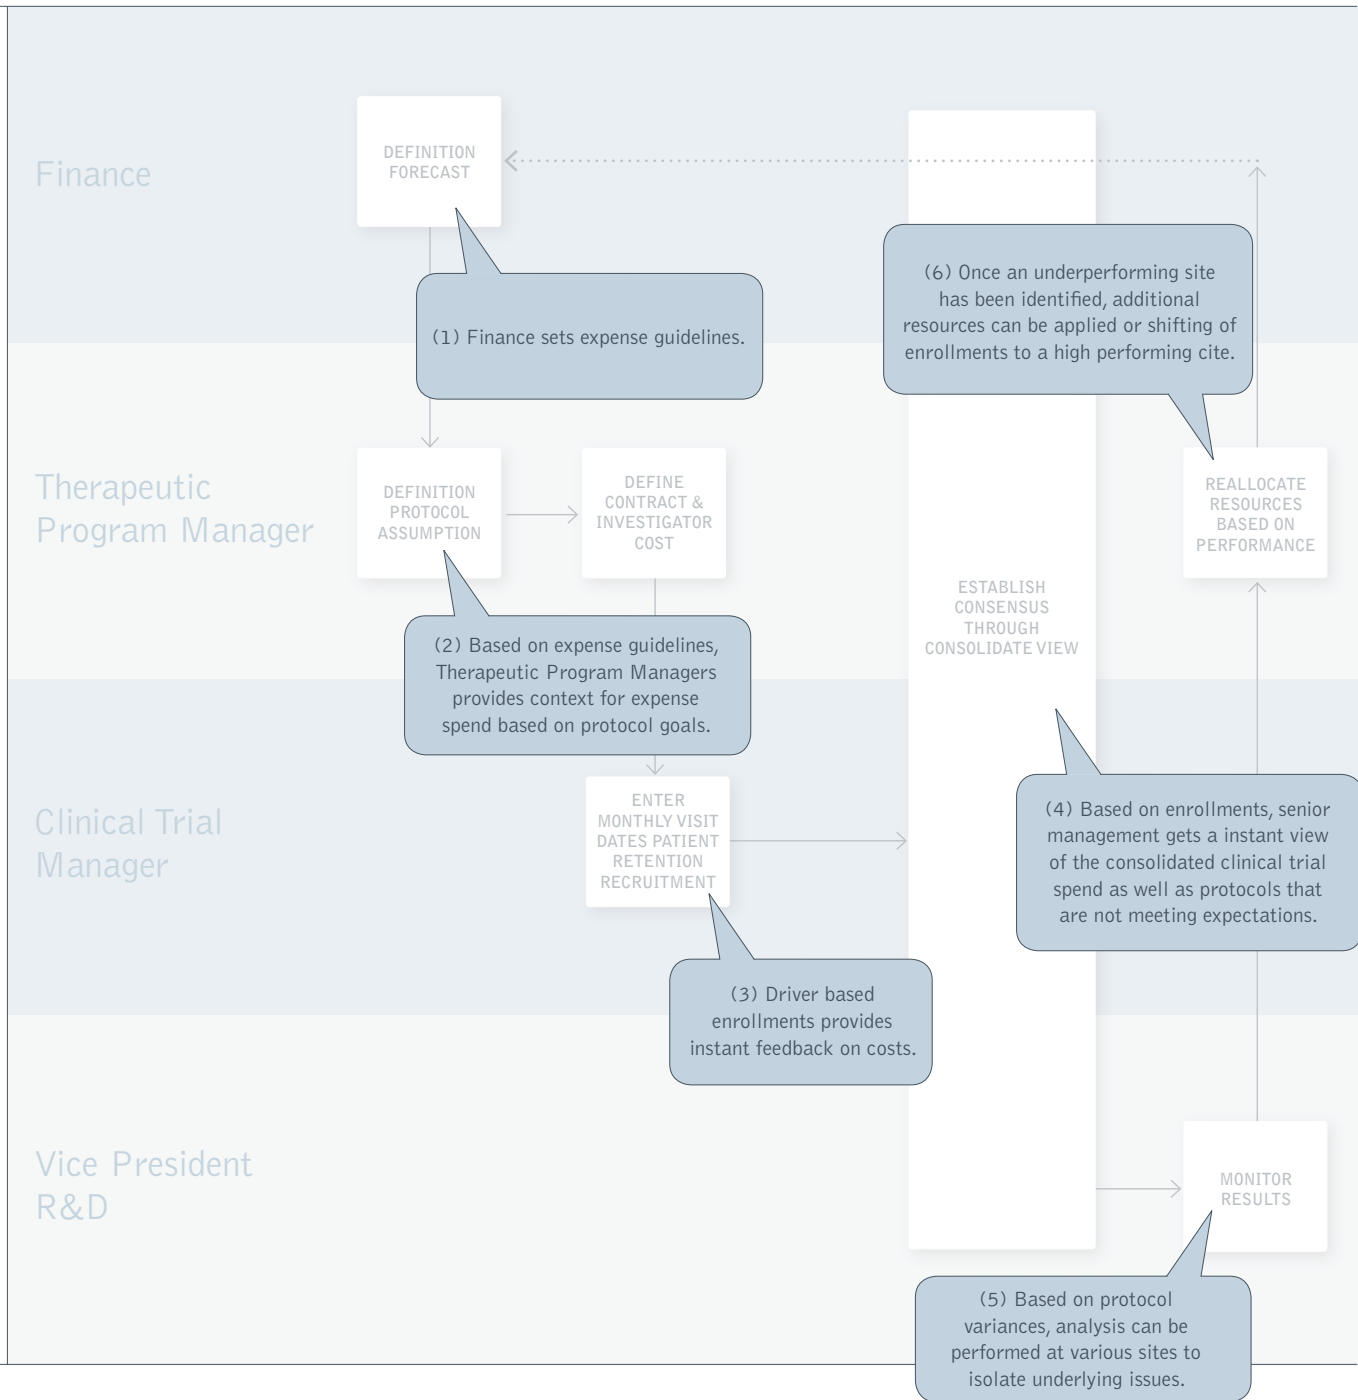 Finance
DEFINITION
FORECAST
(1) Finance sets expense guidelines.
(6) Once an underperforming site
has been identified, additional
resources can be applied or shifting of
enrollments to a high performing cite.
Therapeutic
Program Manager
DEFINITION
PROTOCOL
ASSUMPTION
DEFINE
CONTRACT &
INVESTIGATOR
COST
REALLOCATE
RESOURCES
BASED ON
PERFORMANCE
ESTABLISH
CONSENSUS
THROUGH
CONSOLIDATE VIEW
(2) Based on expense guidelines,
Therapeutic Program Managers
provides context for expense
spend based on protocol goals.
Clinical Trial
Manager
ENTER
MONTHLY VISIT
DATES PATIENT
RETENTION
RECRUITMENT
(4) Based on enrollments, senior
management gets a instant view
of the consolidated clinical trial
spend as well as protocols that
are not meeting expectations.
(3) Driver based
enrollments provides
instant feedback on costs.
Vice President
R&D
MONITOR
RESULTS
(5) Based on protocol
variances, analysis can be
performed at various sites to
isolate underlying issues.